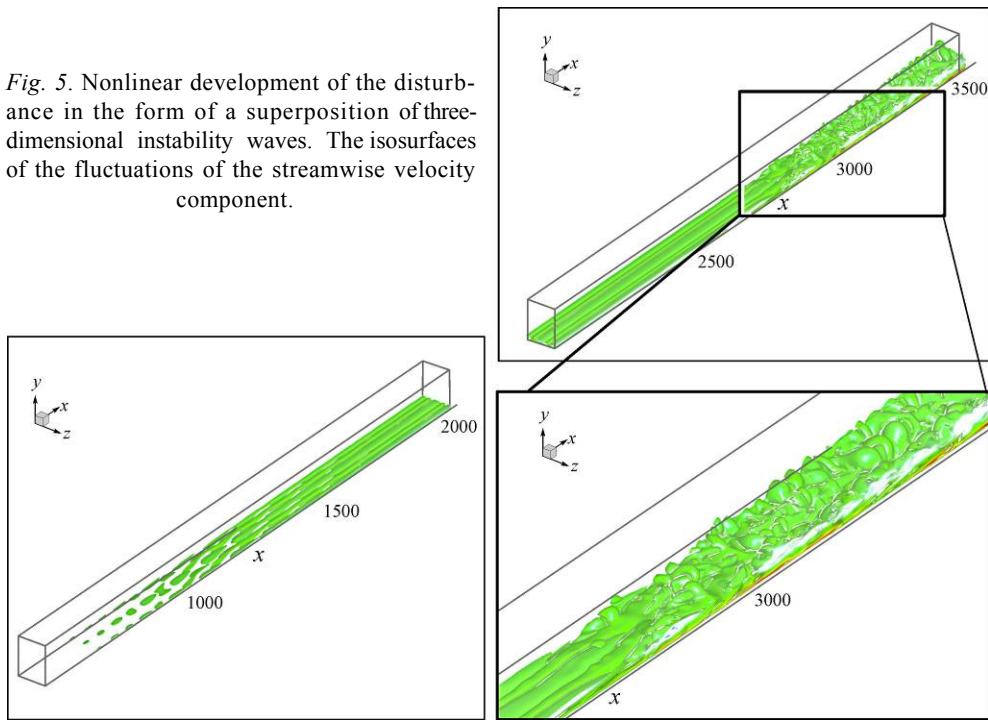 Fig. 5. Nonlinear development of the disturb-
ance in the form of a superposition of three-
dimensional instability waves. The isosurfaces
of the fluctuations of the streamwise velocity
component.
y
x
z
3500
3000
x
2500
y
x
z
2000
1500
x
1000
y
x
z
3000
x